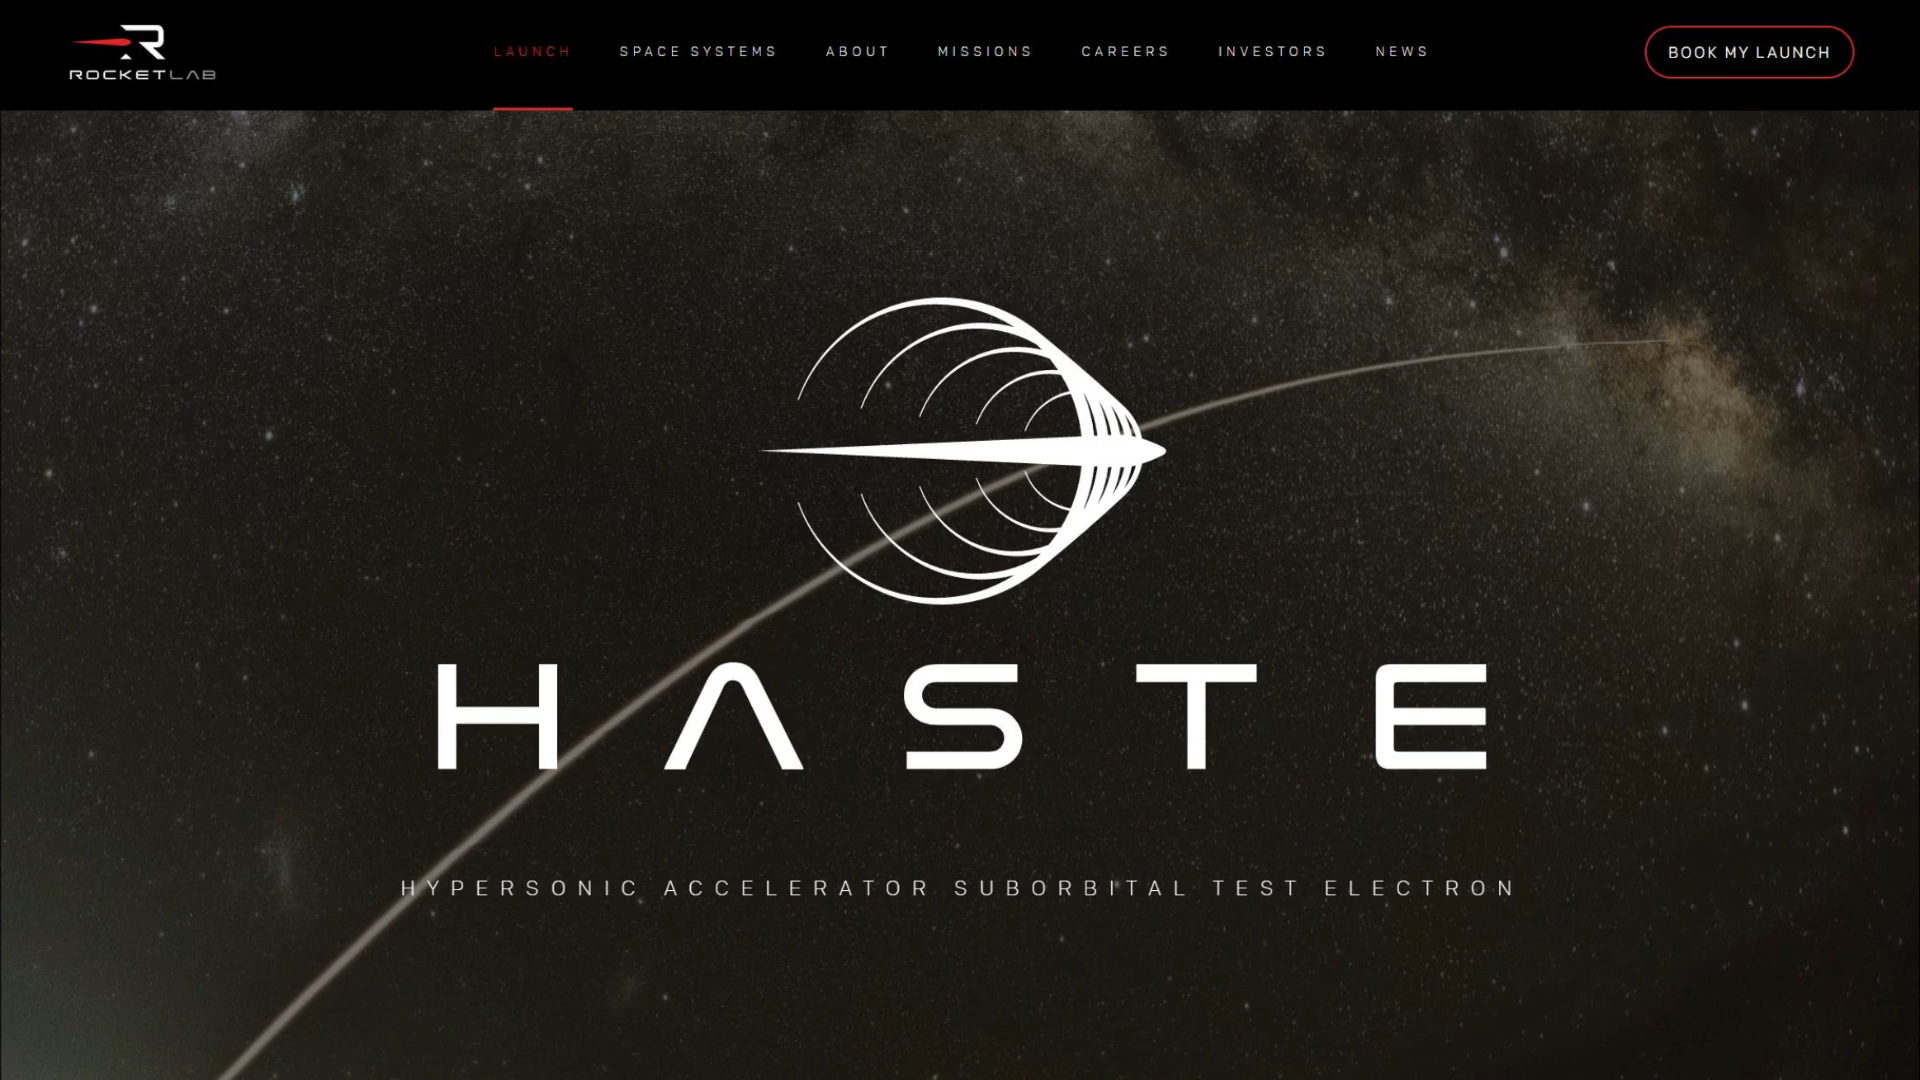 ROCKETLAB
LAUNCH SPACE SYSTEMS ABOUT MISSIONS CAREERS INVESTORS NEWS
BOOK MY LAUNCH
HASTE
HYPERSONIC ACCELERATOR SUBORBITAL TEST ELECTRON